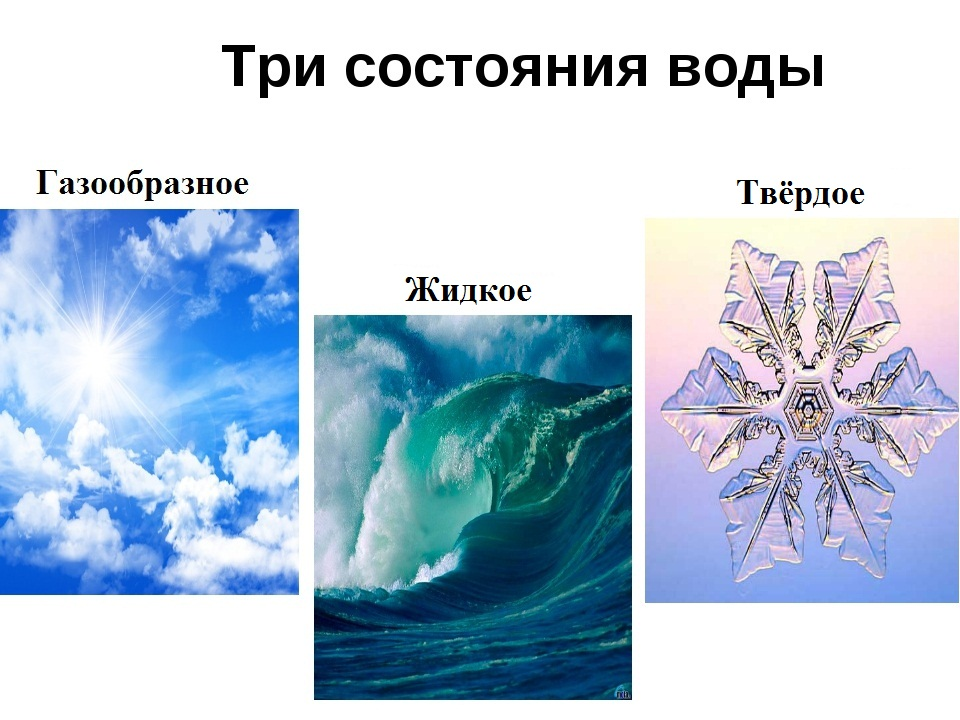 Три состояния воды
Газообразное
Жидкое
Твёрдое